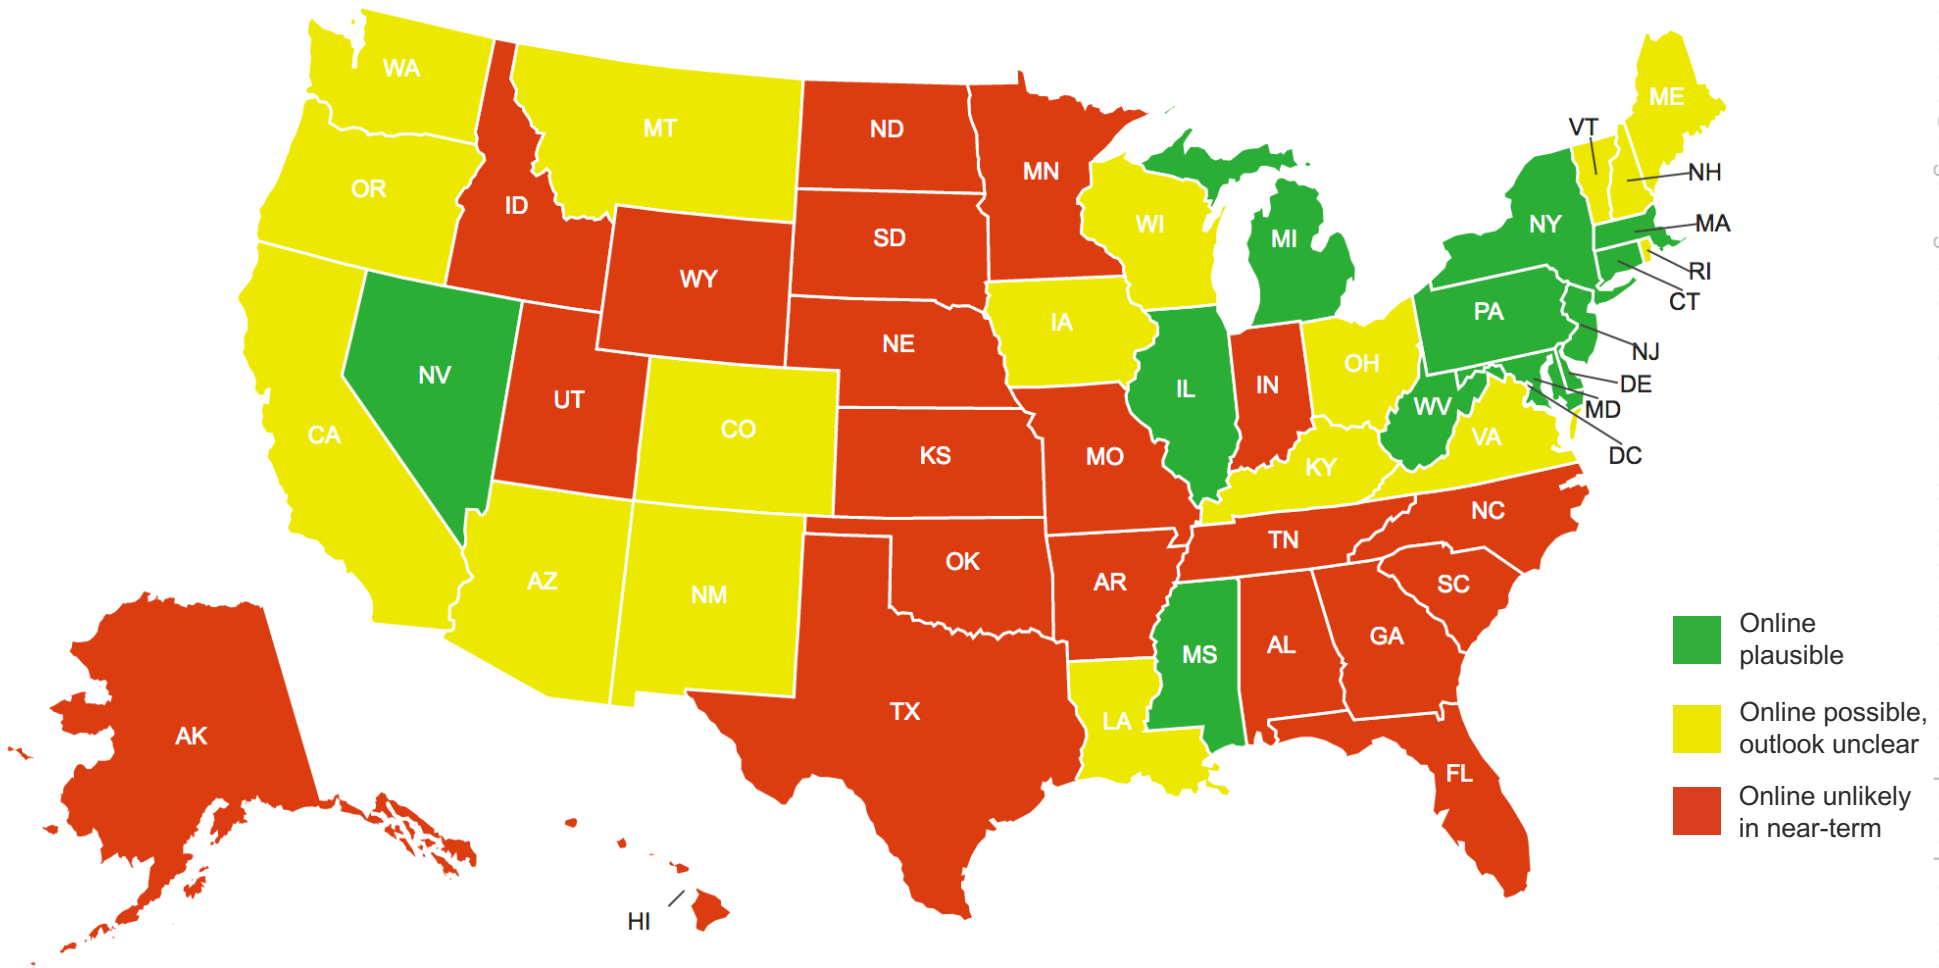 WA
MT
ND
MN
ME
VT
OR
ID
NH
WI
NY
MA
MI
SD
WY
RI
CT
PA
IA
NE
NJ
OH
NV
IN
DE
IL
UT
WV
MD
CO
CA
VA
KS
MO
DC
KY
NC
TN
OK
AZ
AR
SC
NM
GA
AL
MS
TX
LA
AK
FL
HI
Online
plausible
Online possible,
outlook unclear
Online unlikely
in near-term